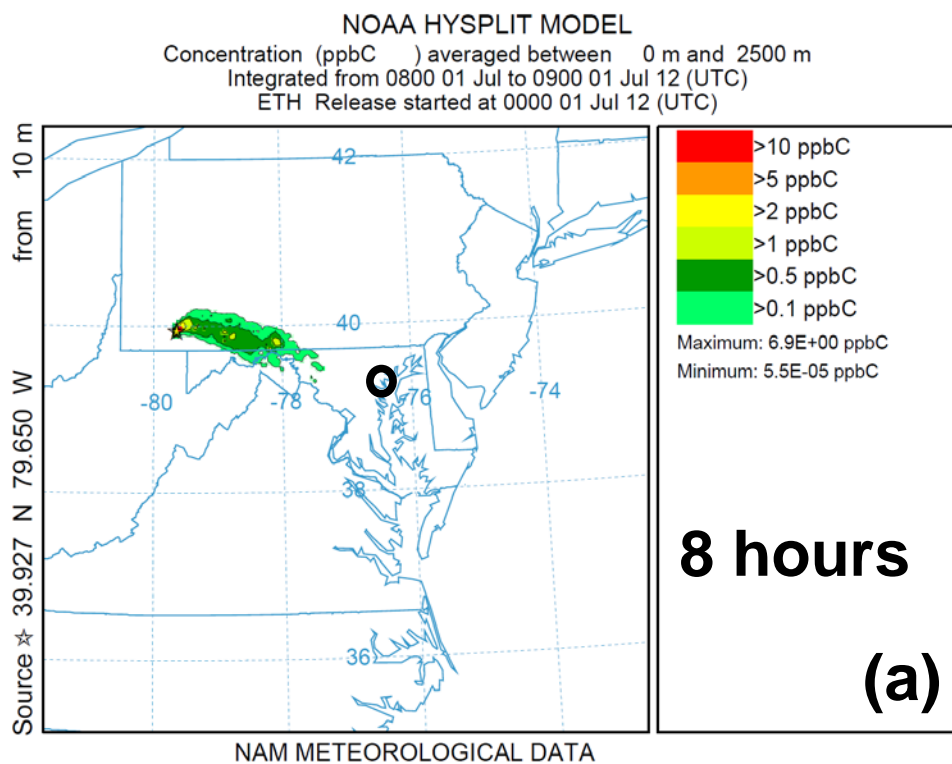 NOAA HYSPLIT MODEL
Concentration (ppbC ) averaged between 0 m and 2500 m
Integrated from 0800 01 Jul to 0900 01 Jul 12 (UTC)
ETH Release started at 0000 01 Jul 12 (UTC)
Source ☆ 39.927 N 79.650 W from 10 m
42
40
-80
-78
-76
-74
38
36
>10 ppbC
>5 ppbC
>2 ppbC
>1 ppbC
>0.5 ppbC
>0.1 ppbC
Maximum: 6.9E+00 ppbC
Minimum: 5.5E-05 ppbC
8 hours
(a)
NAM METEOROLOGICAL DATA